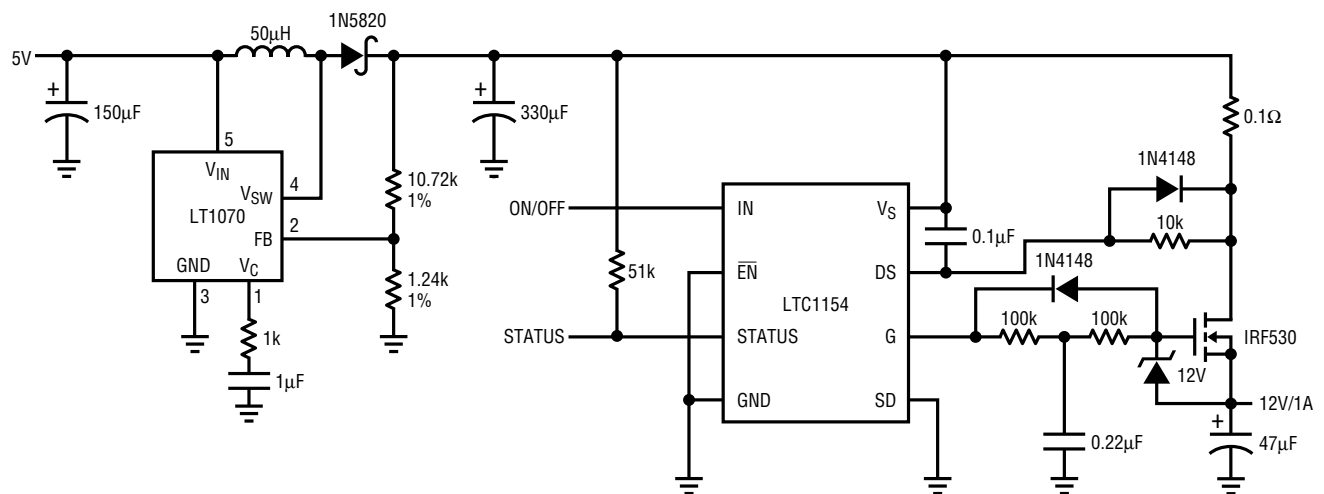 1N5820
50μH
5V
+
150μF
+
330μF
5
V_IN
V_SW
4
LT1070
FB
2
GND
V_C
3
1
1k
1μF
10.72k
1%
1.24k
1%
ON/OFF
51k
STATUS
IN
V_S
EN
DS
LTC1154
STATUS
G
GND
SD
0.1μF
0.1Ω
1N4148
10k
1N4148
100k
100k
IRF530
12V
12V/1A
0.22μF
+
47μF